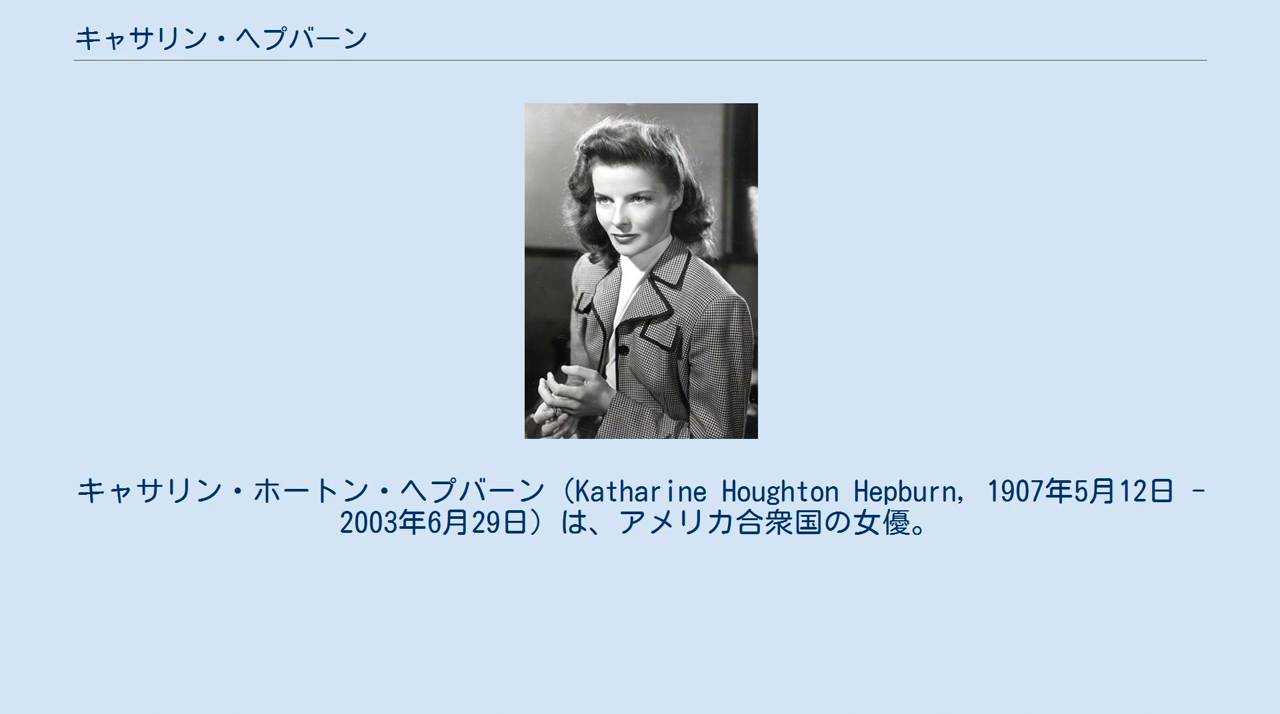 キャサリン・ヘプバーン
キャサリン・ホートン・ヘプバーン（Katharine Houghton Hepburn, 1907年5月12日 -
2003年6月29日）は、アメリカ合衆国の女優。